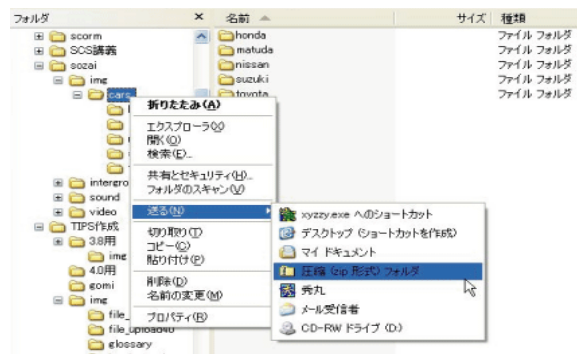 フォルダ
名前
サイズ
種類
scorm
SCS講義
sozai
img
cars
intergro
sound
video
TIPS作成
3.8用
img
4.0用
gomi
img
file_
file_upload40
glossary
honda
ファイル フォルダ
matuda
ファイル フォルダ
nissan
ファイル フォルダ
suzuki
ファイル フォルダ
toyota
ファイル フォルダ
折りたたみ(A)
エクスプローラ(X)
開く(O)
検索(E)...
共有とセキュリティ(H)...
フォルダのスキャン(V)
送る(N)
切り取り(T)
コピー(C)
貼り付け(P)
削除(D)
名前の変更(M)
プロパティ(R)
xyzzy.exe へのショートカット
デスクトップ (ショートカットを作成)
マイ ドキュメント
圧縮 (zip 形式) フォルダ
秀丸
メール受信者
CD-RW ドライブ (D:)